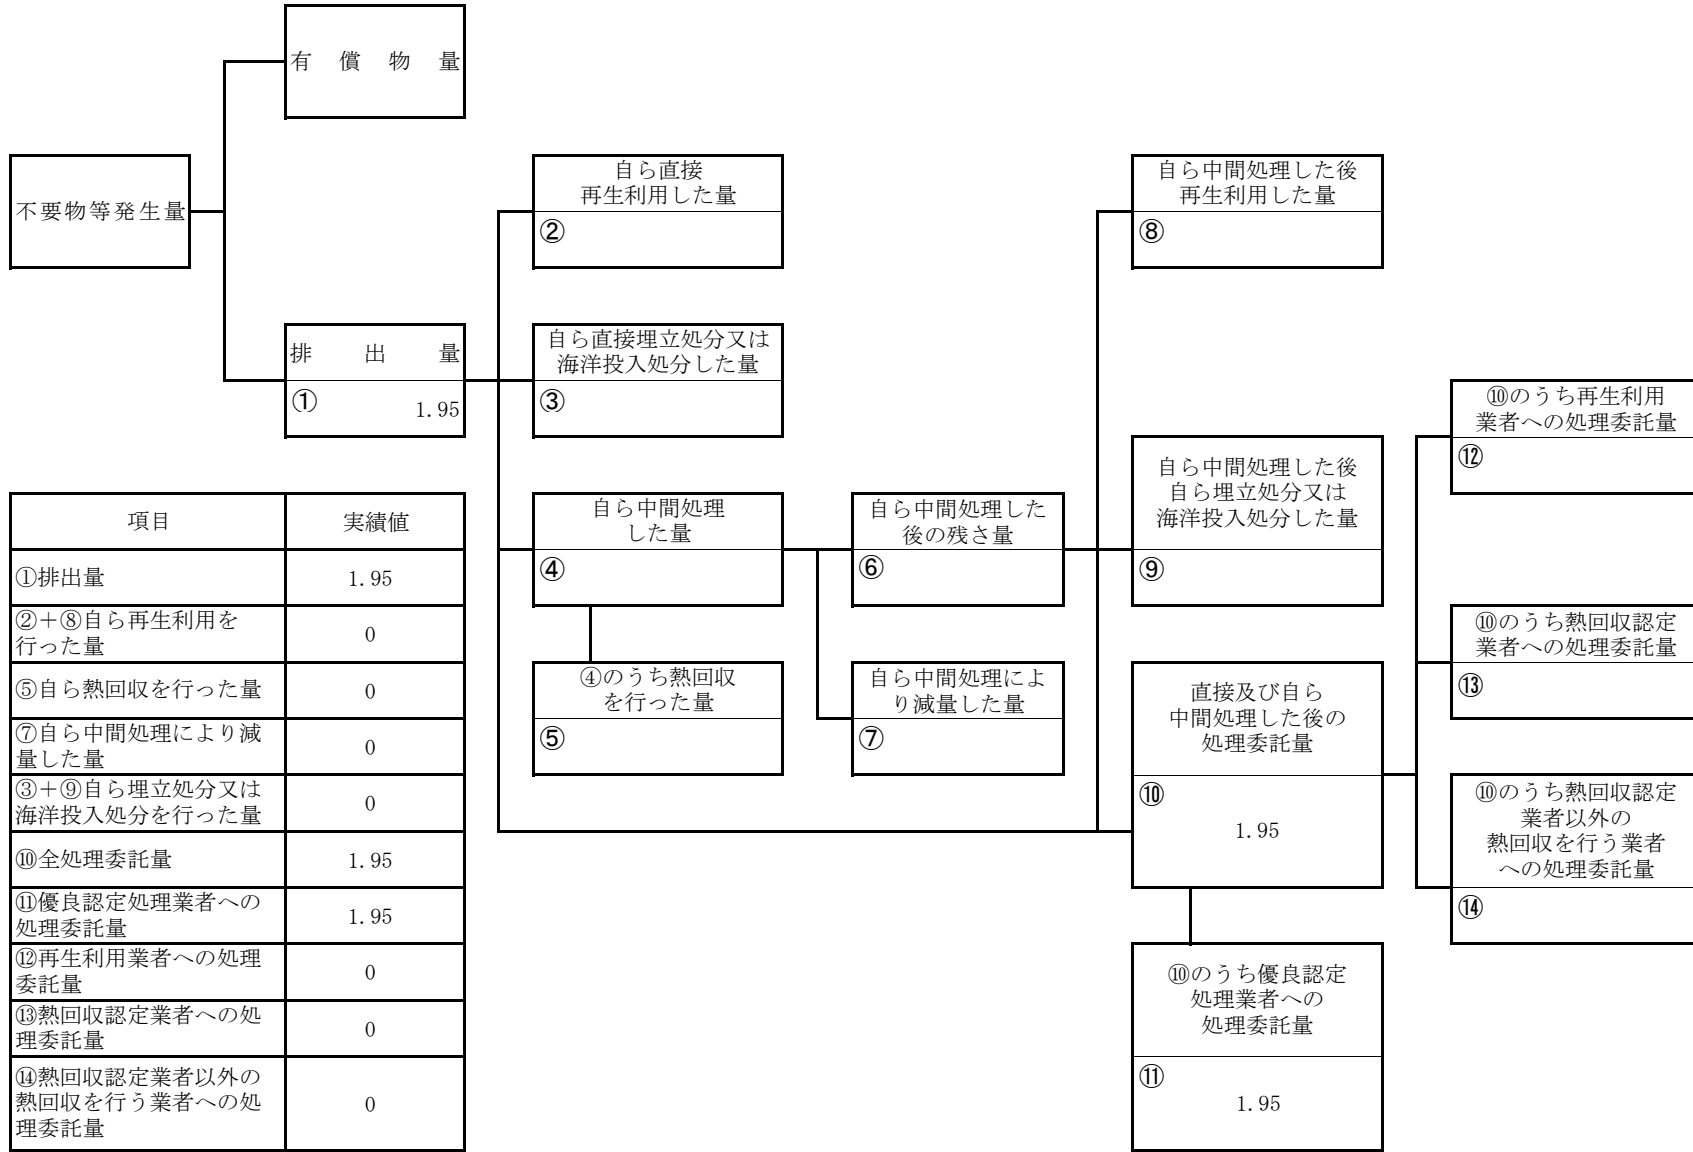 有償物量
不要物等発生量
排出量
① 1.95
自ら直接
再生利用した量
②
自ら直接埋立処分又は
海洋投入処分した量
③
自ら中間処理
した量
④
④のうち熱回収
を行った量
⑤
自ら中間処理した
後の残さ量
⑥
自ら中間処理によ
り減量した量
⑦
自ら中間処理した後
再生利用した量
⑧
自ら中間処理した後
自ら埋立処分又は
海洋投入処分した量
⑨
直接及び自ら
中間処理した後の
処理委託量
⑩
1.95
⑩のうち優良認定
処理業者への
処理委託量
⑪
1.95
⑩のうち再生利用
業者への処理委託量
⑫
⑩のうち熱回収認定
業者への処理委託量
⑬
⑩のうち熱回収認定
業者以外の
熱回収を行う業者
への処理委託量
⑭
項目 実績値
①排出量 1.95
②+⑧自ら再生利用を
行った量 0
⑤自ら熱回収を行った量 0
⑦自ら中間処理により減
量した量 0
③+⑨自ら埋立処分又は
海洋投入処分を行った量 0
⑩全処理委託量 1.95
⑪優良認定処理業者への
処理委託量 1.95
⑫再生利用業者への処理
委託量 0
⑬熱回収認定業者への処
理委託量 0
⑭熱回収認定業者以外の
熱回収を行う業者への処 0
理委託量